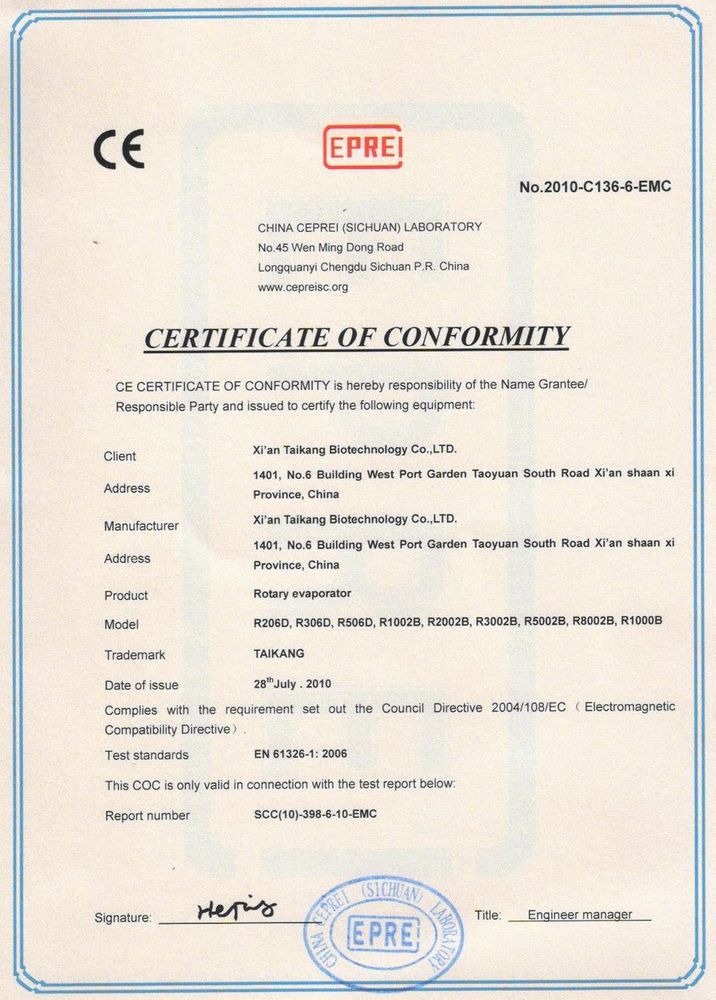 CE
EPREI
No.2010-C136-6-EMC
CHINA CEPREI (SICHUAN) LABORATORY
No.45 Wen Ming Dong Road
Longquanyi Chengdu Sichuan P.R. China
www.cepreisc.org
CERTIFICATE OF CONFORMITY
CE CERTIFICATE OF CONFORMITY is hereby responsibility of the Name Grantee/
Responsible Party and issued to certify the following equipment:
Client Xi'an Taikang Biotechnology Co.,LTD.
Address 1401, No.6 Building West Port Garden Taoyuan South Road Xi'an shaan xi
Province, China
Manufacturer Xi'an Taikang Biotechnology Co.,LTD.
Address 1401, No.6 Building West Port Garden Taoyuan South Road Xi'an shaan xi
Province, China
Product Rotary evaporator
Model R206D, R306D, R506D, R1002B, R2002B, R3002B, R5002B, R8002B, R1000B
Trademark TAIKANG
Date of issue 28th July . 2010
Complies with the requirement set out the Council Directive 2004/108/EC ( Electromagnetic
Compatibility Directive ) .
Test standards EN 61326-1: 2006
This COC is only valid in connection with the test report below:
Report number SCC(10)-398-6-10-EMC
Signature:
Title: Engineer manager
CHINA CEPREI (SICHUAN) LABORATORY
EPREI